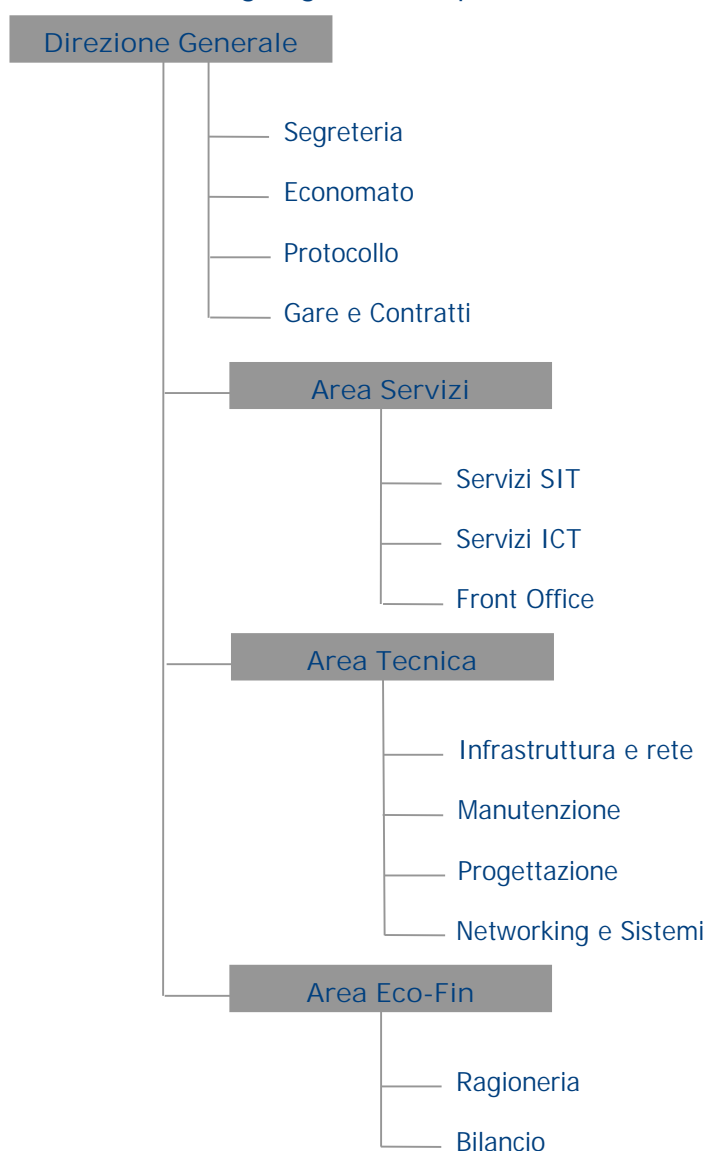 Direzione Generale
Segreteria
Economato
Protocollo
Gare e Contratti
Area Servizi
Servizi SIT
Servizi ICT
Front Office
Area Tecnica
Infrastruttura e rete
Manutenzione
Progettazione
Networking e Sistemi
Area Eco-Fin
Ragioneria
Bilancio